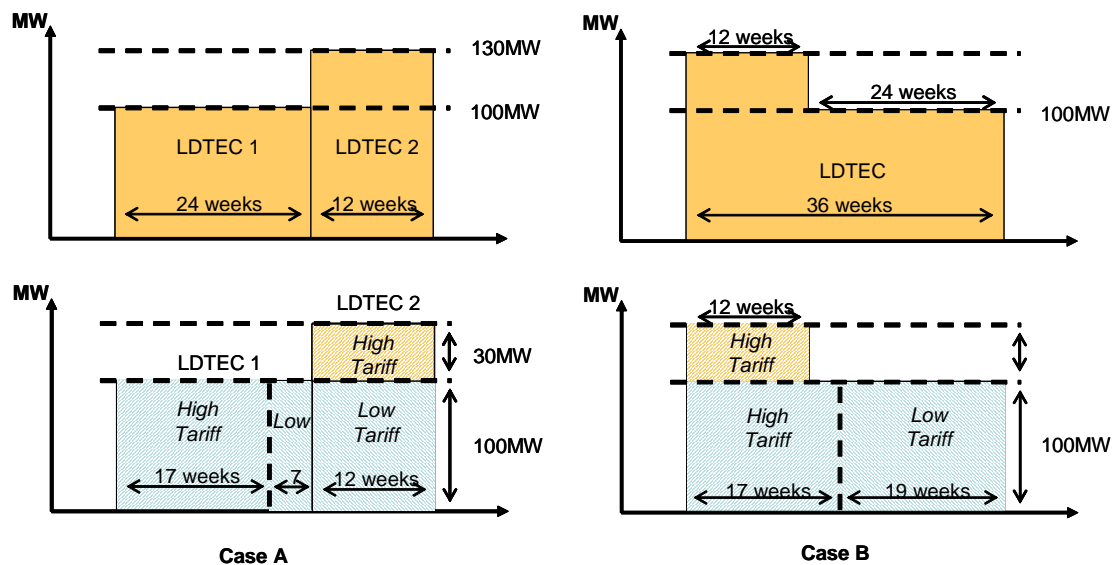 MW
130MW
100MW
LDTEC 1
LDTEC 2
24 weeks
12 weeks
MW
12 weeks
24 weeks
100MW
LDTEC
36 weeks
MW
LDTEC 2
LDTEC 1
High
Tariff
30MW
High
Tariff
Low
Low
Tariff
100MW
17 weeks
7
12 weeks
Case A
MW
12 weeks
High
Tariff
High
Tariff
Low
Tariff
100MW
17 weeks
19 weeks
Case B